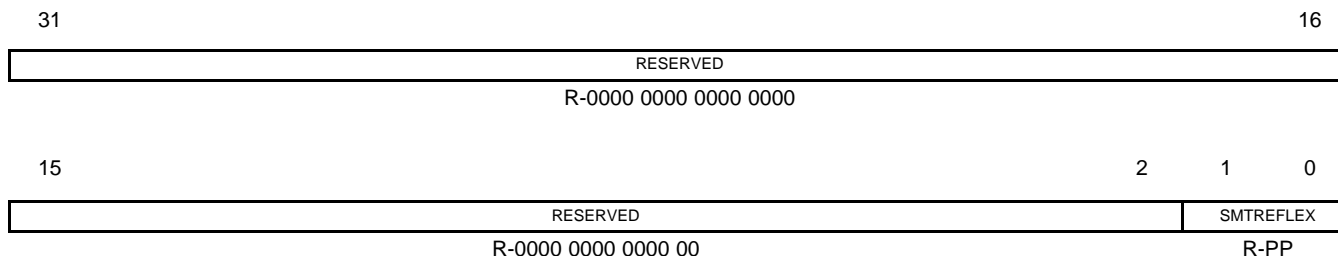 31 16
RESERVED
R-0000 0000 0000 0000
15 2 1 0
RESERVED SMTREFLEX
R-0000 0000 0000 00 R-PP